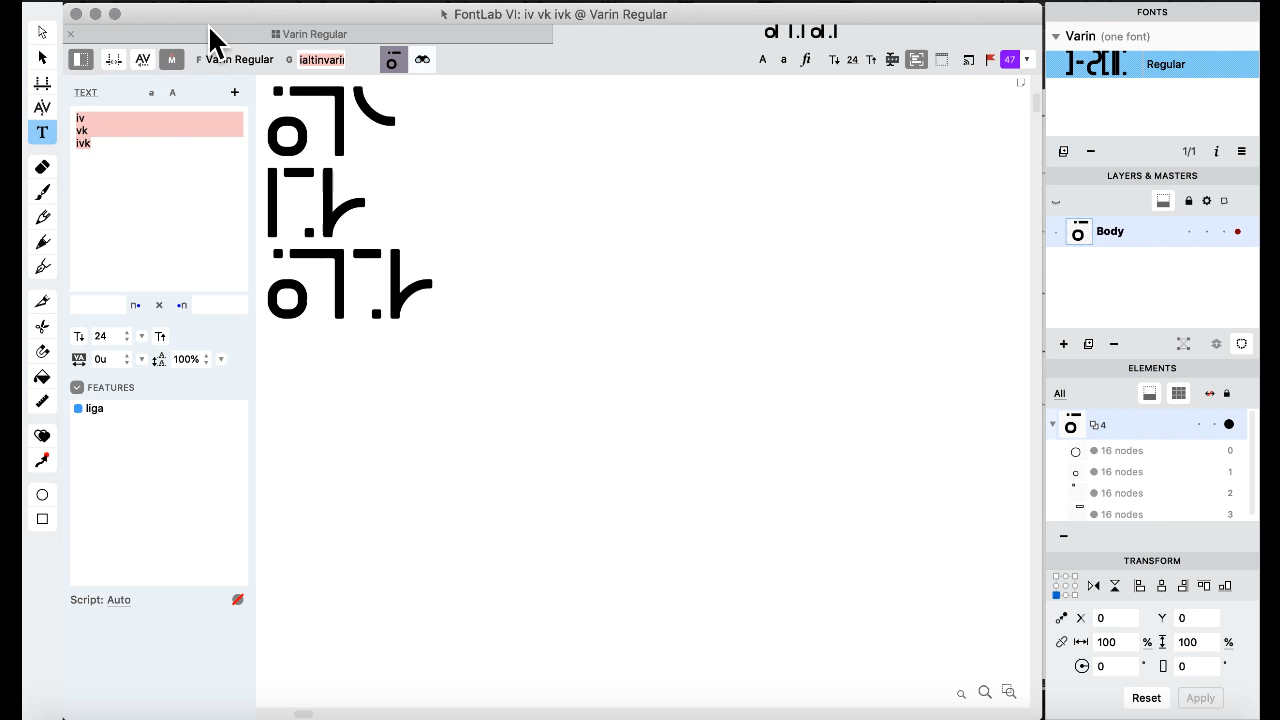 FontLab VI: iv vk ivk @ Varin Regular
Varin Regular
F Varin Regular G ialtinvarin
A a fi 24 47
TEXT a A +
iv
vk
ivk
n• × •n
24
0u 100%
FEATURES
liga
Script: Auto
FONTS
Varin (one font)
Regular
1/1
LAYERS & MASTERS
Body
ELEMENTS
All
4
16 nodes 0
16 nodes 1
16 nodes 2
16 nodes 3
TRANSFORM
X 0 Y 0
100 % 100 %
0 ° 0 °
Reset Apply